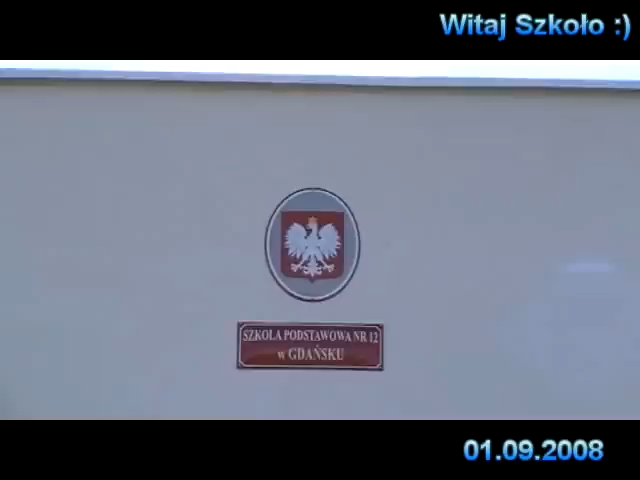 Witaj Szkoło :)
SZKOŁA PODSTAWOWA NR 12
w GDAŃSKU
01.09.2008